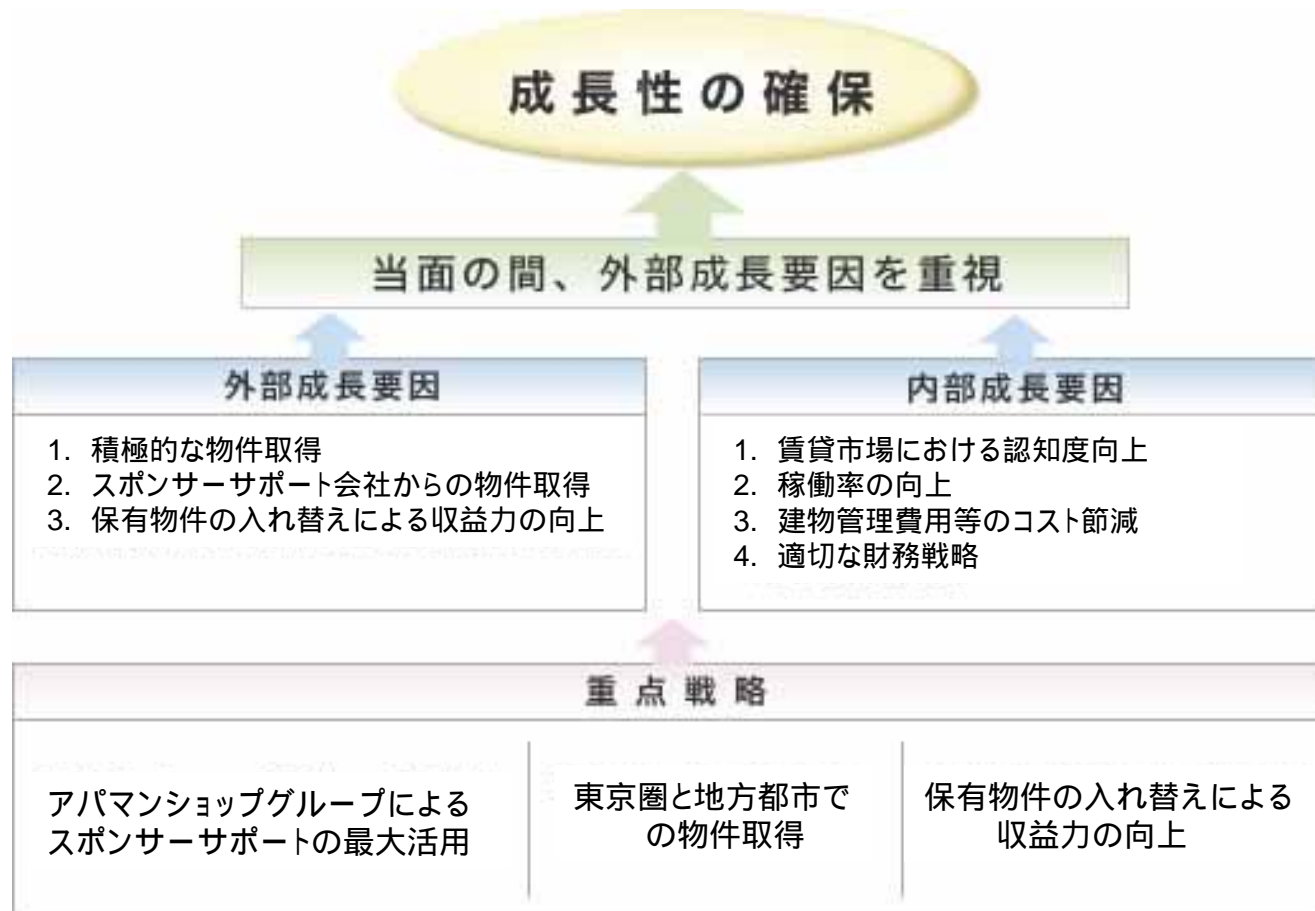 成長性の確保
当面の間、外部成長要因を重視
外部成長要因
1. 積極的な物件取得
2. スポンサーサポート会社からの物件取得
3. 保有物件の入れ替えによる収益力の向上
内部成長要因
1. 賃貸市場における認知度向上
2. 稼働率の向上
3. 建物管理費用等のコスト節減
4. 適切な財務戦略
重点戦略
アパマンショップグループによる
スポンサーサポートの最大活用
東京圏と地方都市で
の物件取得
保有物件の入れ替えによる
収益力の向上